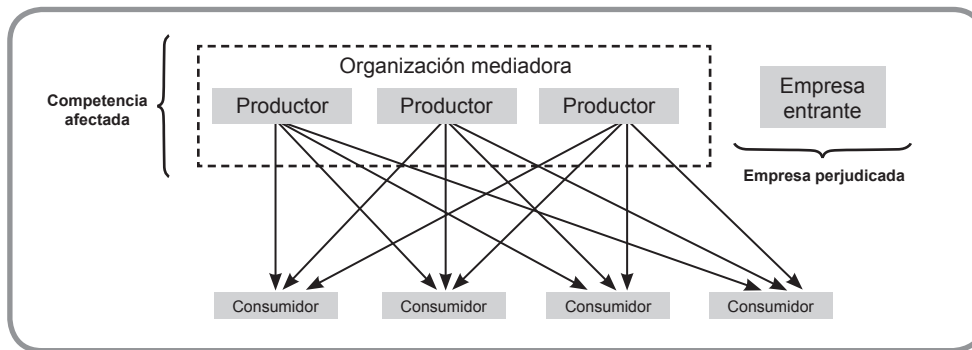 Organización mediadora
Competencia
afectada
Productor
Productor
Productor
Empresa
entrante
Empresa perjudicada
Consumidor
Consumidor
Consumidor
Consumidor